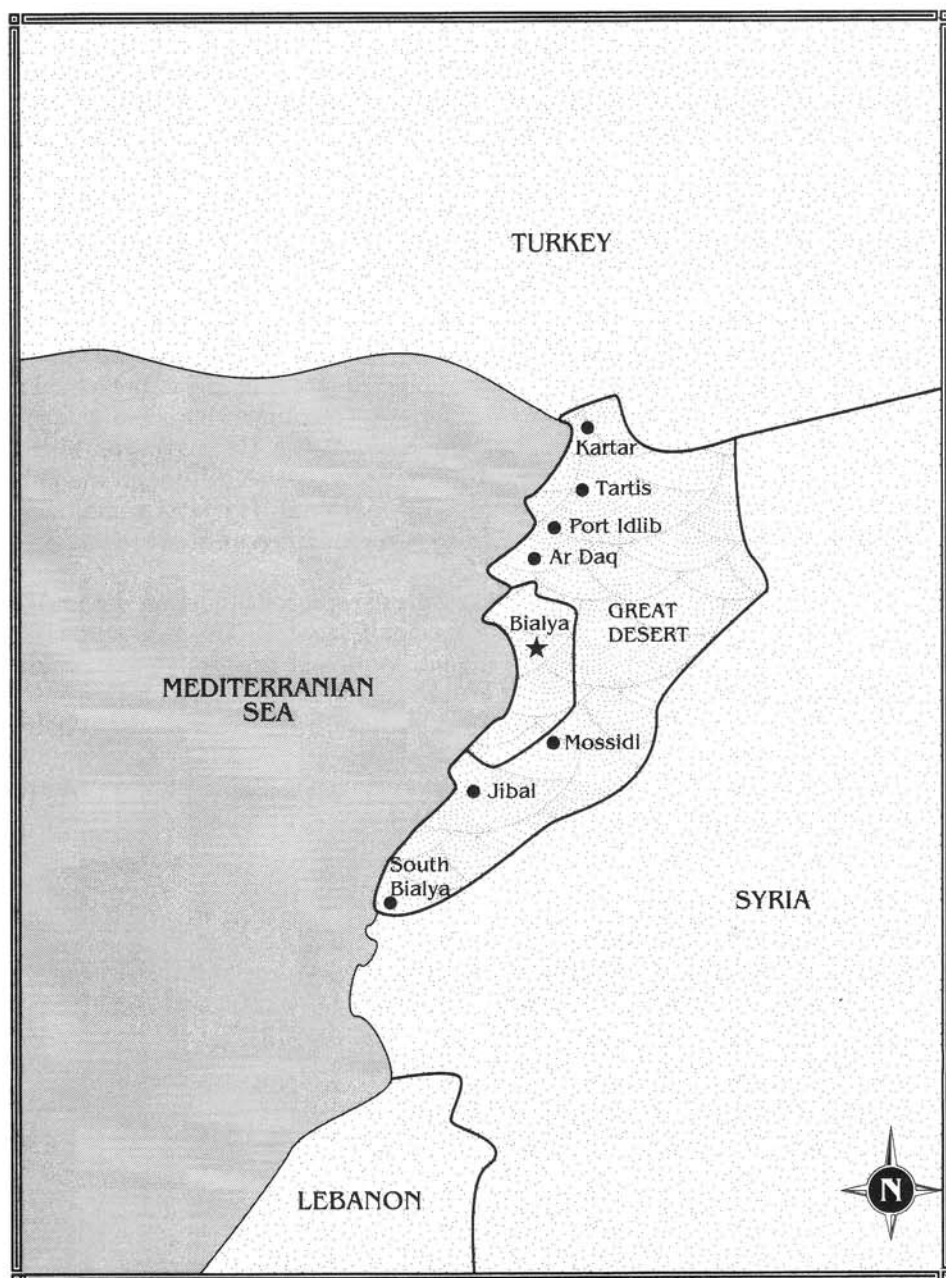 TURKEY
Kartar
Tartis
Port Idlib
Ar Daq
Bialya
GREAT
DESERT
MEDITERRANIAN
SEA
Mossidi
Jibal
South
Bialya
SYRIA
LEBANON
N